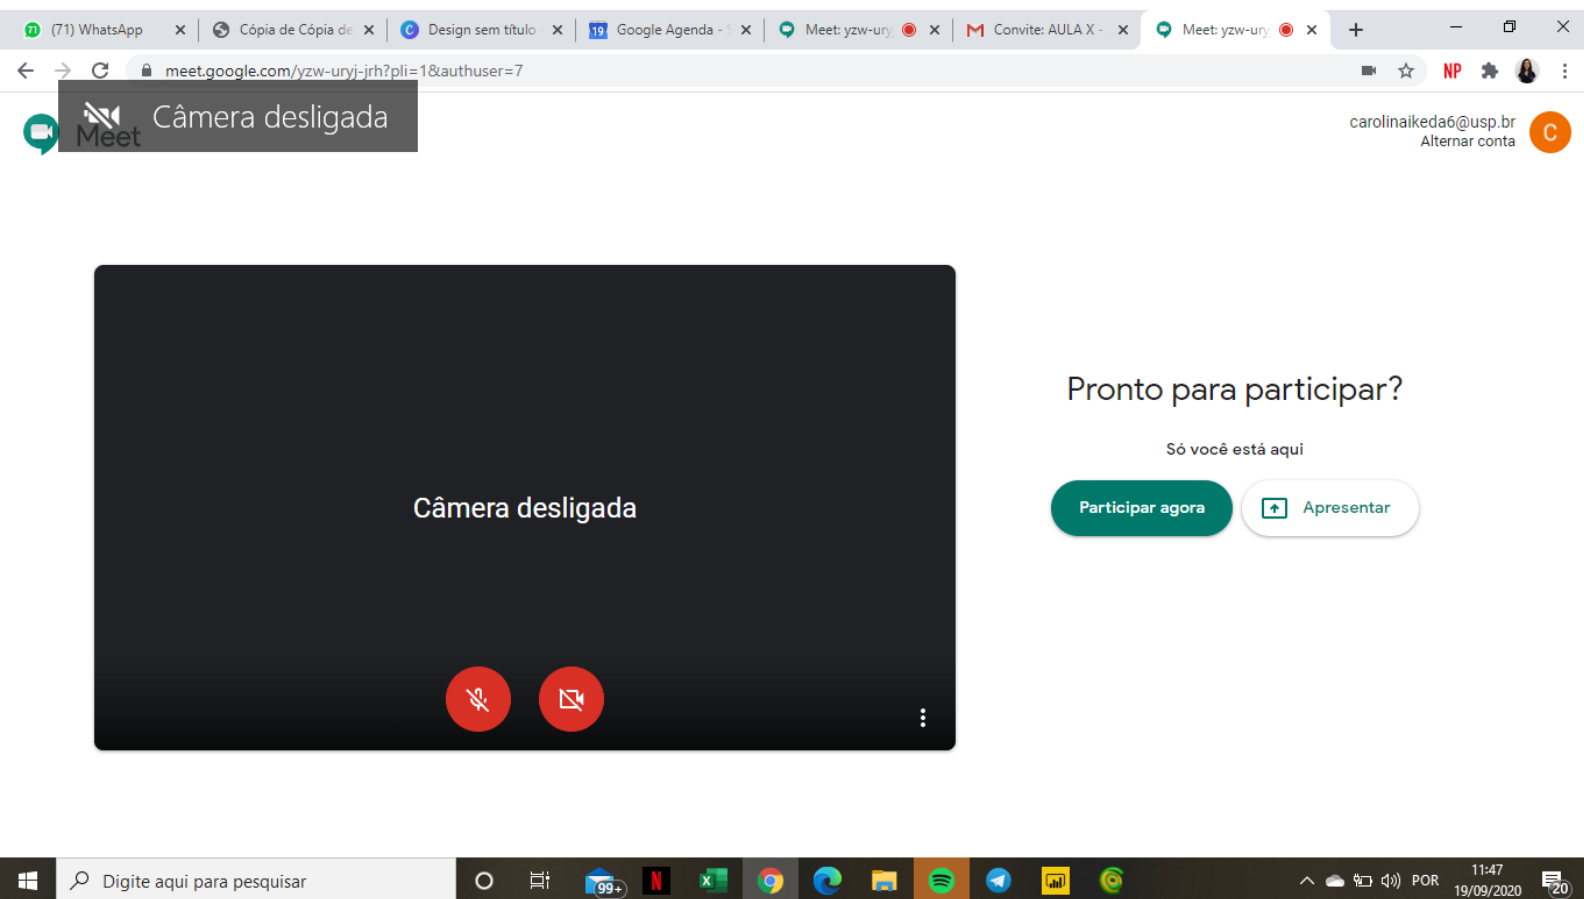 71 (71) WhatsApp
Cópia de Cópia de
C Design sem título
19 Google Agenda -
Meet: yzw-ury
Convite: AULA X -
Meet: yzw-ury
meet.google.com/yzw-uryj-jrh?pli=1&authuser=7
NP
Meet
Câmera desligada
carolinaikeda6@usp.br
Alternar conta
C
Câmera desligada
Pronto para participar?
Só você está aqui
Participar agora
Apresentar
Digite aqui para pesquisar
99+
N
X
POR
11:47
19/09/2020
20